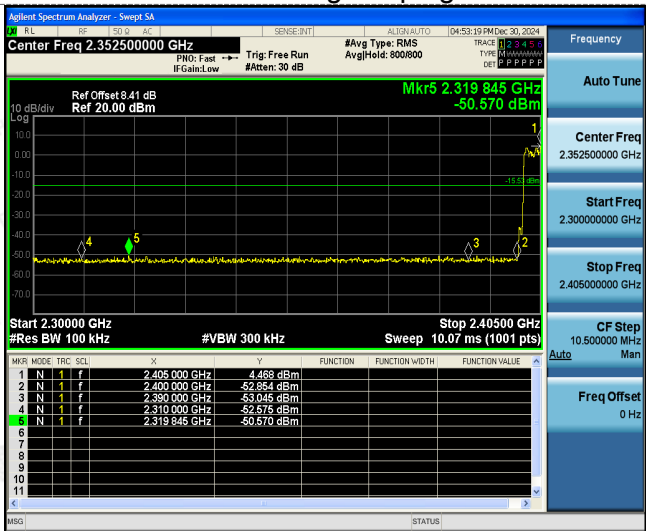 Agilent Spectrum Analyzer - Swept SA
RL RF 50 Ω AC SENSE:INT ALIGN AUTO 04:53:19 PM Dec 30, 2024
Center Freq 2.352500000 GHz
PNO: Fast
IFGain:Low
Trig: Free Run
#Atten: 30 dB
#Avg Type: RMS
Avg|Hold: 800/800
TRACE 1 2 3 4 5 6
TYPE M W W W W W
DET P P P P P P
Frequency
Auto Tune
Center Freq
2.352500000 GHz
Start Freq
2.300000000 GHz
Stop Freq
2.405000000 GHz
CF Step
10.500000 MHz
Auto Man
Freq Offset
0 Hz
Mkr5 2.319 845 GHz
-50.570 dBm
Ref Offset 8.41 dB
10 dB/div Ref 20.00 dBm
Log
10.0
0.00
-10.0
-20.0
-30.0
-40.0
-50.0
-60.0
-70.0
1
-15.53 dBm
4 5 3 2
Start 2.30000 GHz Stop 2.40500 GHz
#Res BW 100 kHz #VBW 300 kHz Sweep 10.07 ms (1001 pts)
MKR MODE TRC SCL X Y FUNCTION FUNCTION WIDTH FUNCTION VALUE
1 N 1 f 2.405 000 GHz 4.468 dBm
2 N 1 f 2.400 000 GHz -52.854 dBm
3 N 1 f 2.390 000 GHz -53.045 dBm
4 N 1 f 2.310 000 GHz -52.575 dBm
5 N 1 f 2.319 845 GHz -50.570 dBm
6
7
8
9
10
11
MSG STATUS